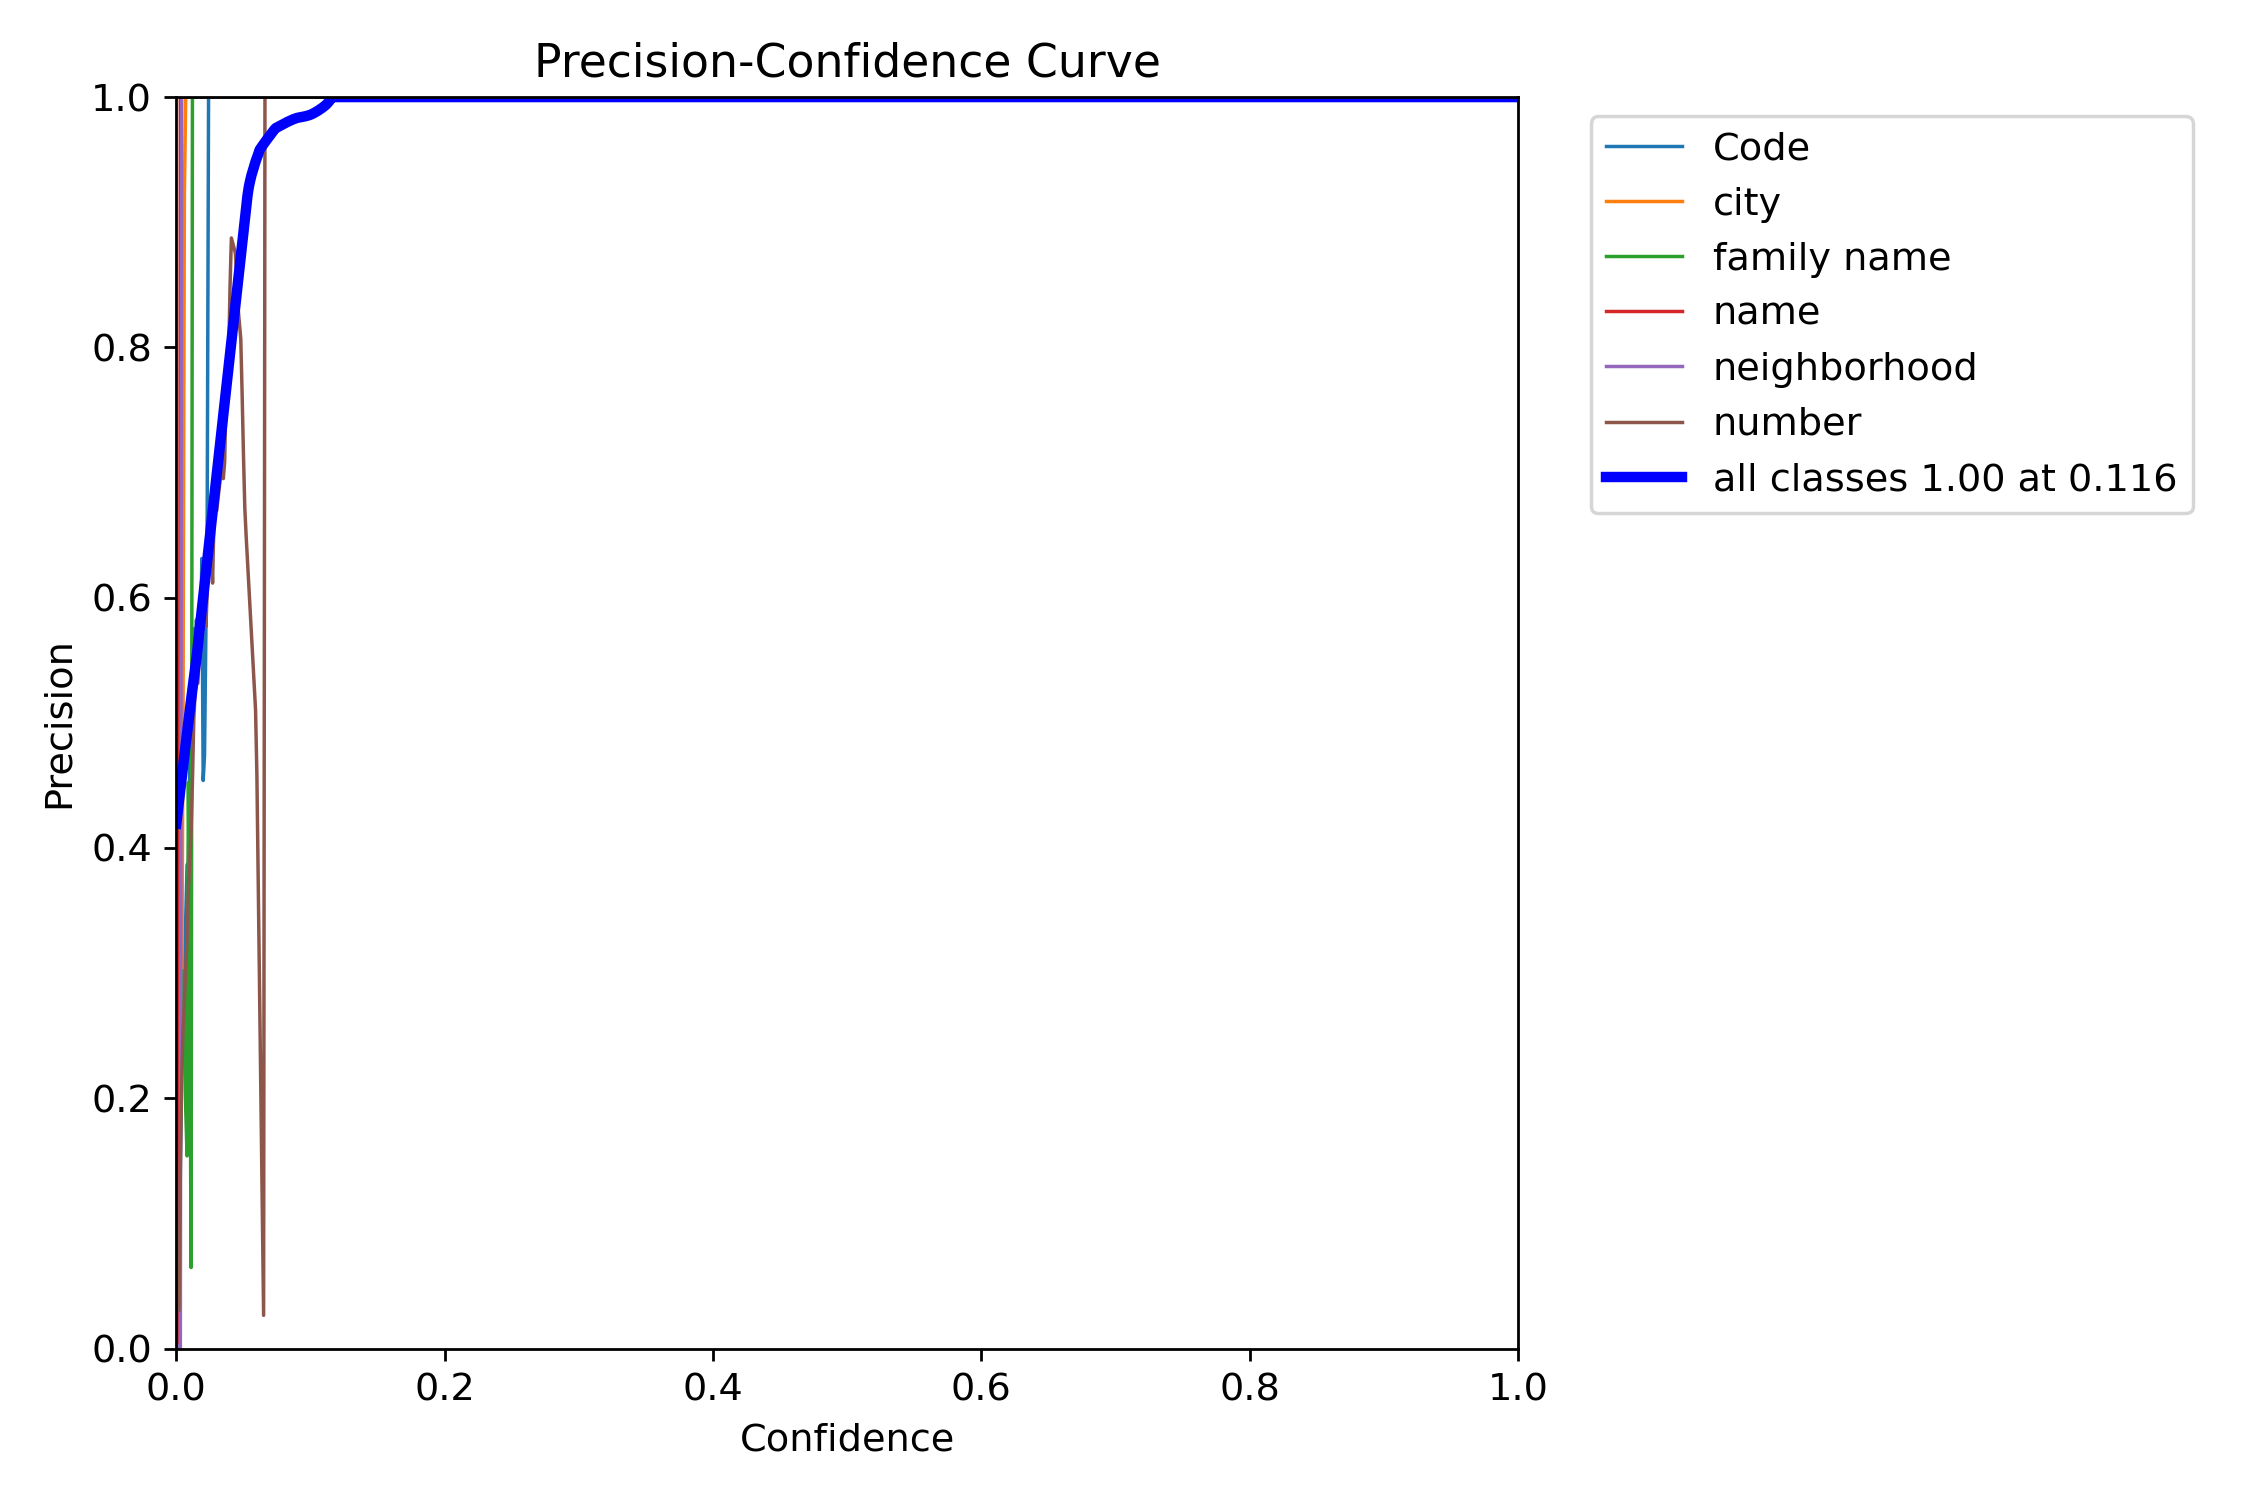 Precision-Confidence Curve
1.0
0.8
0.6
0.4
0.2
0.0
Precision
0.0 0.2 0.4 0.6 0.8 1.0
Confidence
Code
city
family name
name
neighborhood
number
all classes 1.00 at 0.116